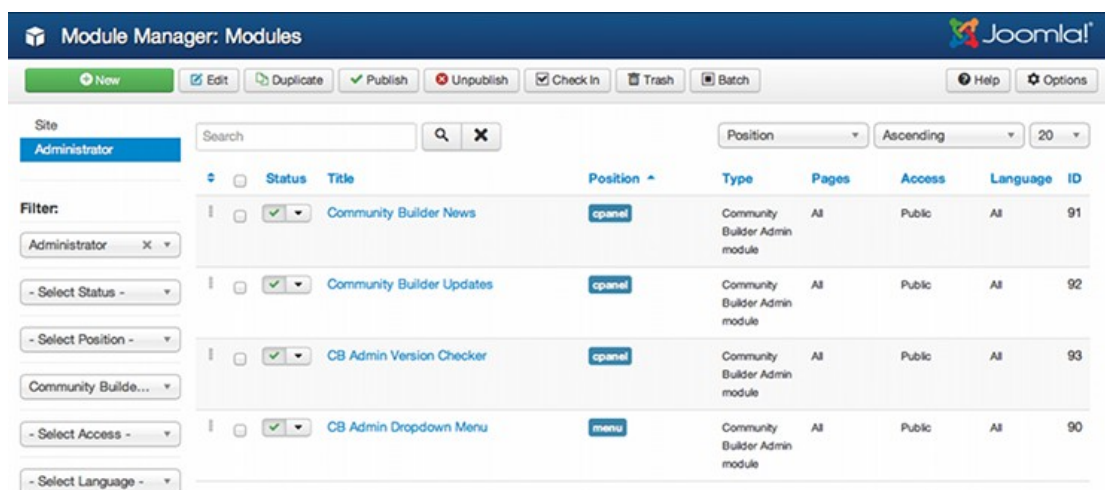 Module Manager: Modules
Joomla!
New Edit Duplicate Publish Unpublish Check In Trash Batch Help Options
Site
Administrator
Search Position Ascending 20
Status Title Position Type Pages Access Language ID
Filter:
Administrator
- Select Status -
- Select Position -
Community Builde...
- Select Access -
- Select Language -
Community Builder News cpanel Community All Public All 91
Builder Admin
module
Community Builder Updates cpanel Community All Public All 92
Builder Admin
module
CB Admin Version Checker cpanel Community All Public All 93
Builder Admin
module
CB Admin Dropdown Menu menu Community All Public All 90
Builder Admin
module